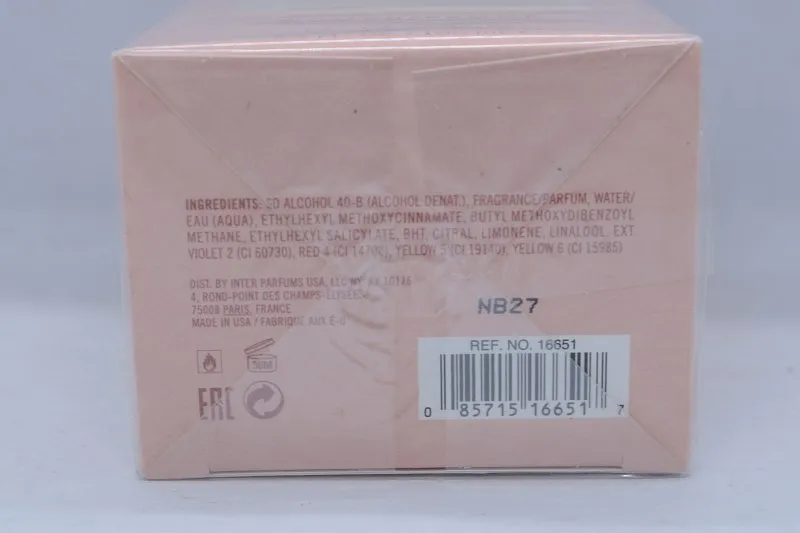 INGREDIENTS: SD ALCOHOL 40-B (ALCOHOL DENAT.), FRAGRANCE/PARFUM, WATER/
EAU (AQUA), ETHYLHEXYL METHOXYCINNAMATE, BUTYL METHOXYDIBENZOYL
METHANE, ETHYLHEXYL SALICYLATE, BHT, CITRAL, LIMONENE, LINALOOL, EXT.
VIOLET 2 (CI 60730), RED 4 (CI 14700), YELLOW 5 (CI 19140), YELLOW 6 (CI 15985)
DIST. BY INTER PARFUMS USA, LLC NY, NY 10176
4, ROND-POINT DES CHAMPS-ELYSEES
75008 PARIS, FRANCE
MADE IN USA / FABRIQUÉ AUX É-U
NB27
REF. NO. 16651
0 85715 16651 7
EAC